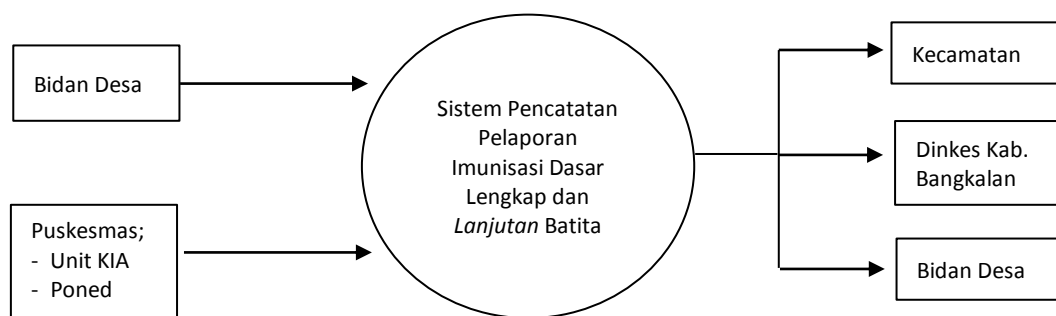 Bidan Desa
Puskesmas;
- Unit KIA
- Poned
Sistem Pencatatan
Pelaporan
Imunisasi Dasar
Lengkap dan
Lanjutan Batita
Kecamatan
Dinkes Kab.
Bangkalan
Bidan Desa